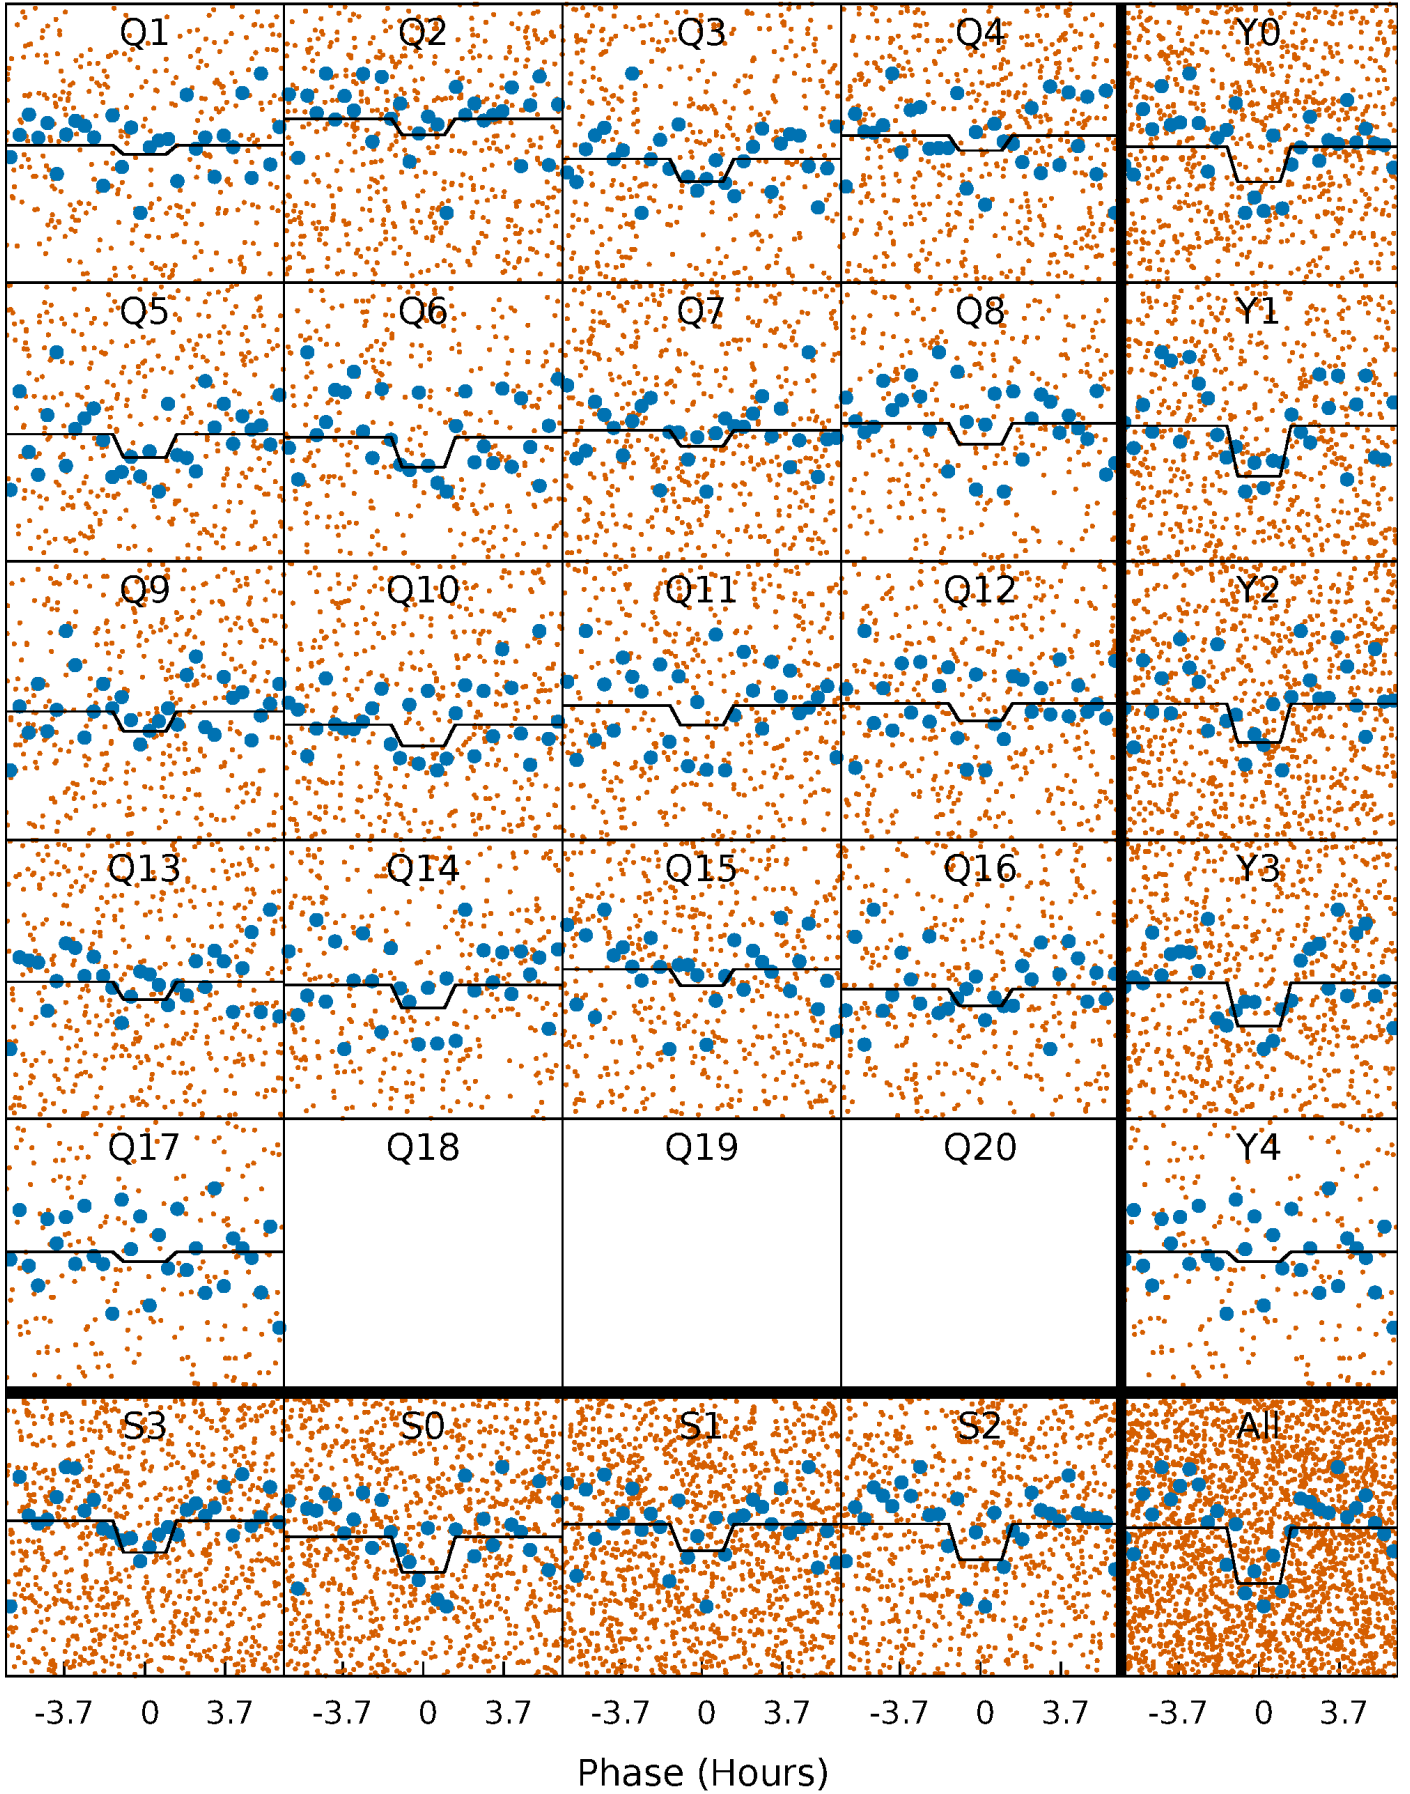 Q1 Q2 Q3 Q4 Y0
Q5 Q6 Q7 Q8 Y1
Q9 Q10 Q11 Q12 Y2
Q13 Q14 Q15 Q16 Y3
Q17 Q18 Q19 Q20 Y4
S3 S0 S1 S2 All
-3.7 0 3.7 -3.7 0 3.7 -3.7 0 3.7 -3.7 0 3.7 -3.7 0 3.7
Phase (Hours)